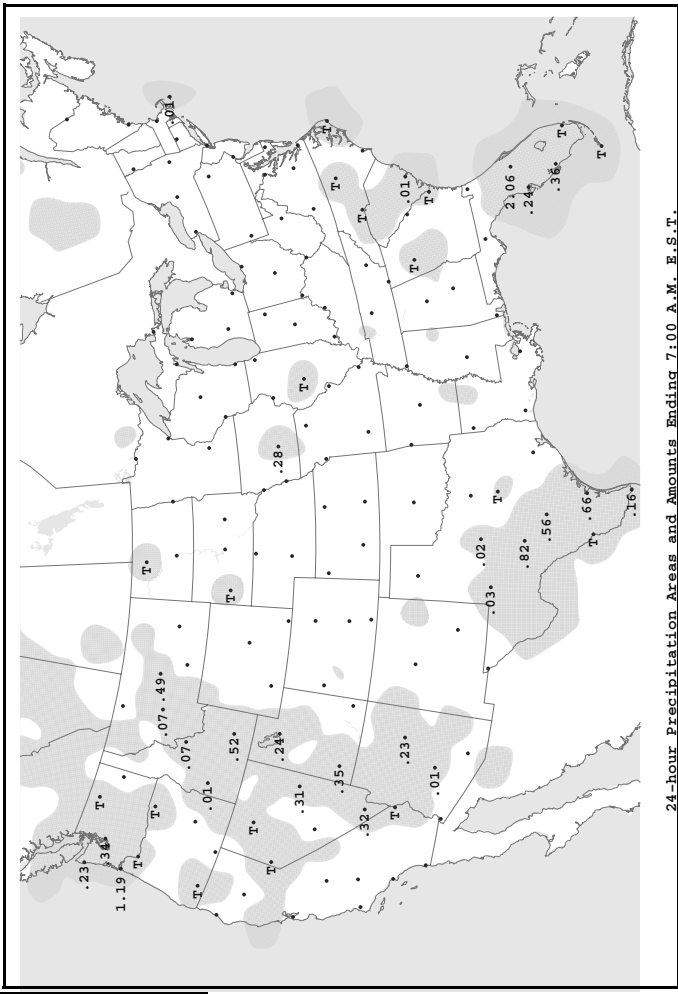 .23
T
.34
1.19
T
T
T
.49
.07
.01
.07
T
.01
T
.52
T
T
.28
.24
.31
T
T
T
.35
T
.32
T
.23
.01
T
T
.01
.02
.03
T
2.06
.82
.24
.56
.36
T
.66
T
T
.16
24-hour Precipitation Areas and Amounts Ending 7:00 A.M. E.S.T.